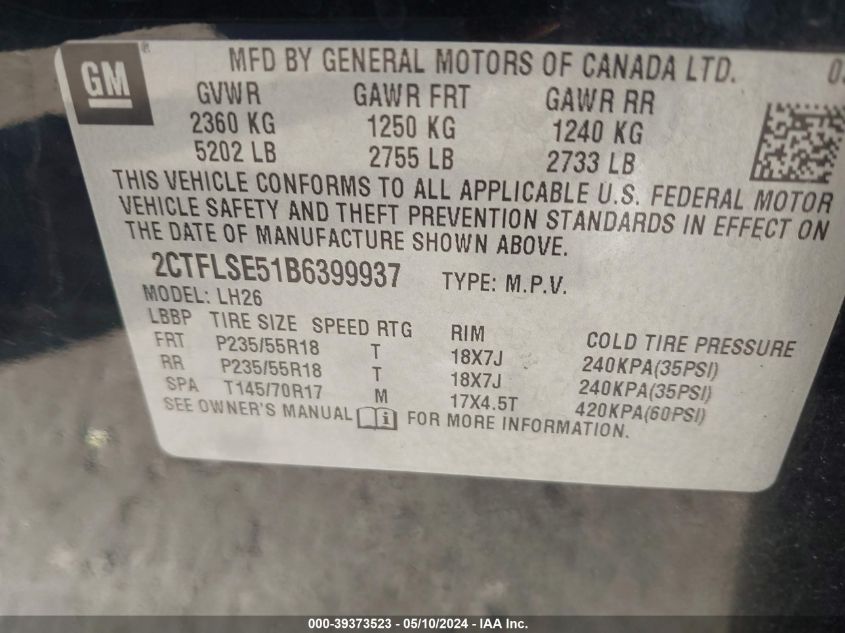 GM ®
MFD BY GENERAL MOTORS OF CANADA LTD.
GVWR GAWR FRT GAWR RR
2360 KG 1250 KG 1240 KG
5202 LB 2755 LB 2733 LB
THIS VEHICLE CONFORMS TO ALL APPLICABLE U.S. FEDERAL MOTOR
VEHICLE SAFETY AND THEFT PREVENTION STANDARDS IN EFFECT ON
THE DATE OF MANUFACTURE SHOWN ABOVE.
2CTFLSE51B6399937 TYPE: M.P.V.
MODEL: LH26
LBBP TIRE SIZE SPEED RTG RIM COLD TIRE PRESSURE
FRT P235/55R18 T 18X7J 240KPA(35PSI)
RR P235/55R18 T 18X7J 240KPA(35PSI)
SPA T145/70R17 M 17X4.5T 420KPA(60PSI)
SEE OWNER'S MANUAL i FOR MORE INFORMATION.
000-39373523 - 05/10/2024 - IAA Inc.